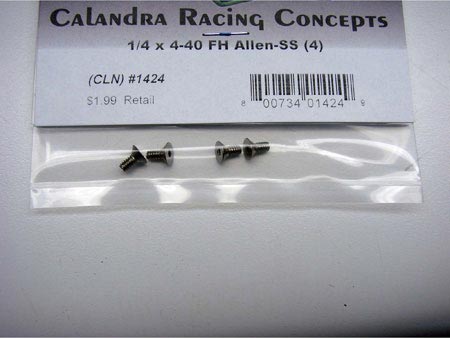 CALANDRA RACING CONCEPTS
1/4 x 4-40 FH Allen-SS (4)
(CLN) #1424
$1.99 Retail
8 00734 01424 9